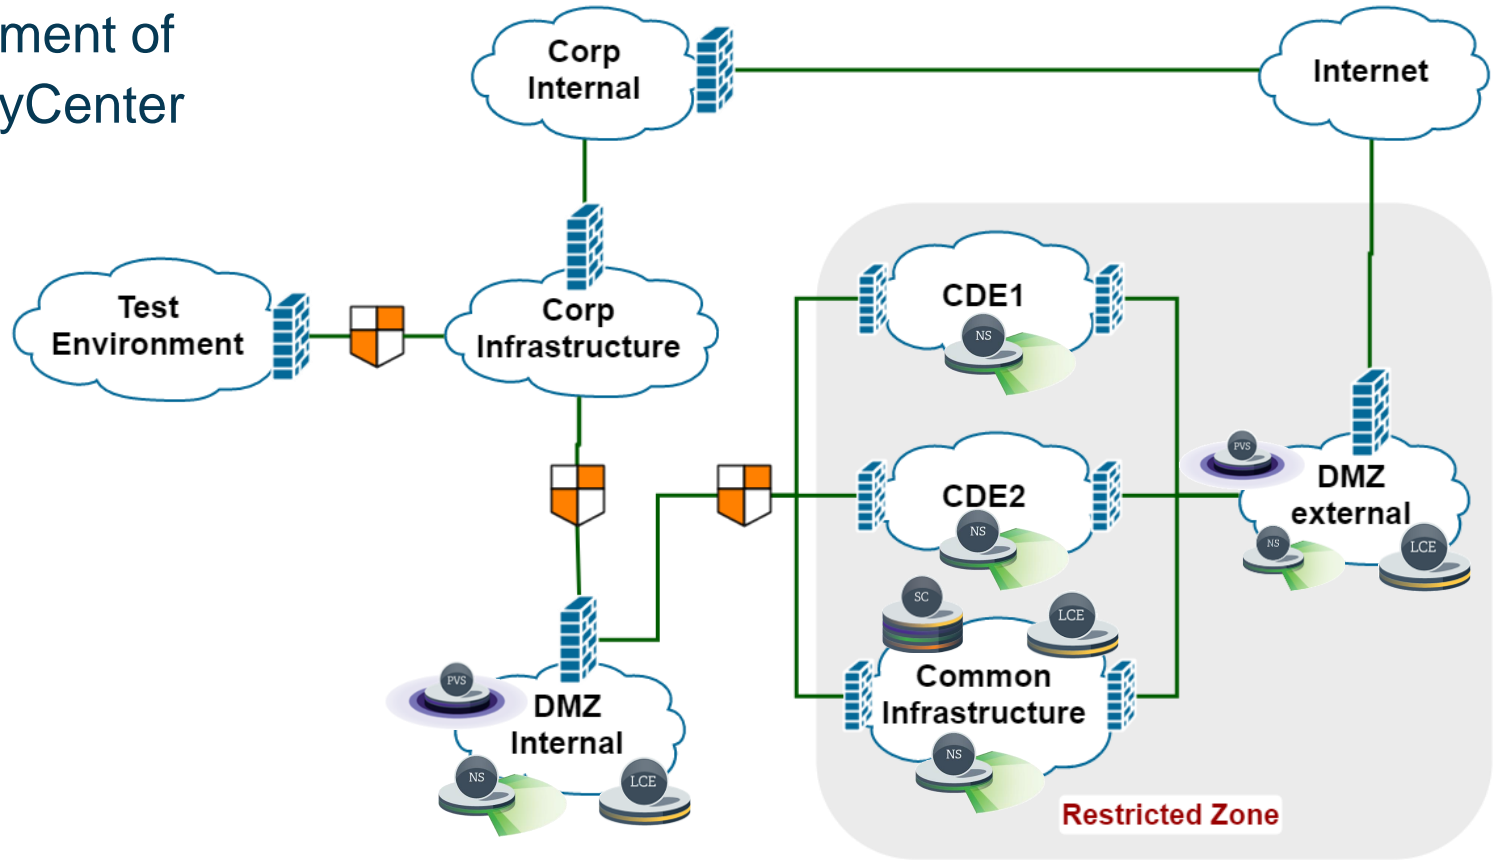 ment of
yCenter
Corp
Internal
Internet
Test
Environment
Corp
Infrastructure
CDE1
NS
CDE2
NS
PVS
DMZ
external
NS
LCE
SC
LCE
Common
Infrastructure
NS
PVS
DMZ
Internal
NS
LCE
Restricted Zone